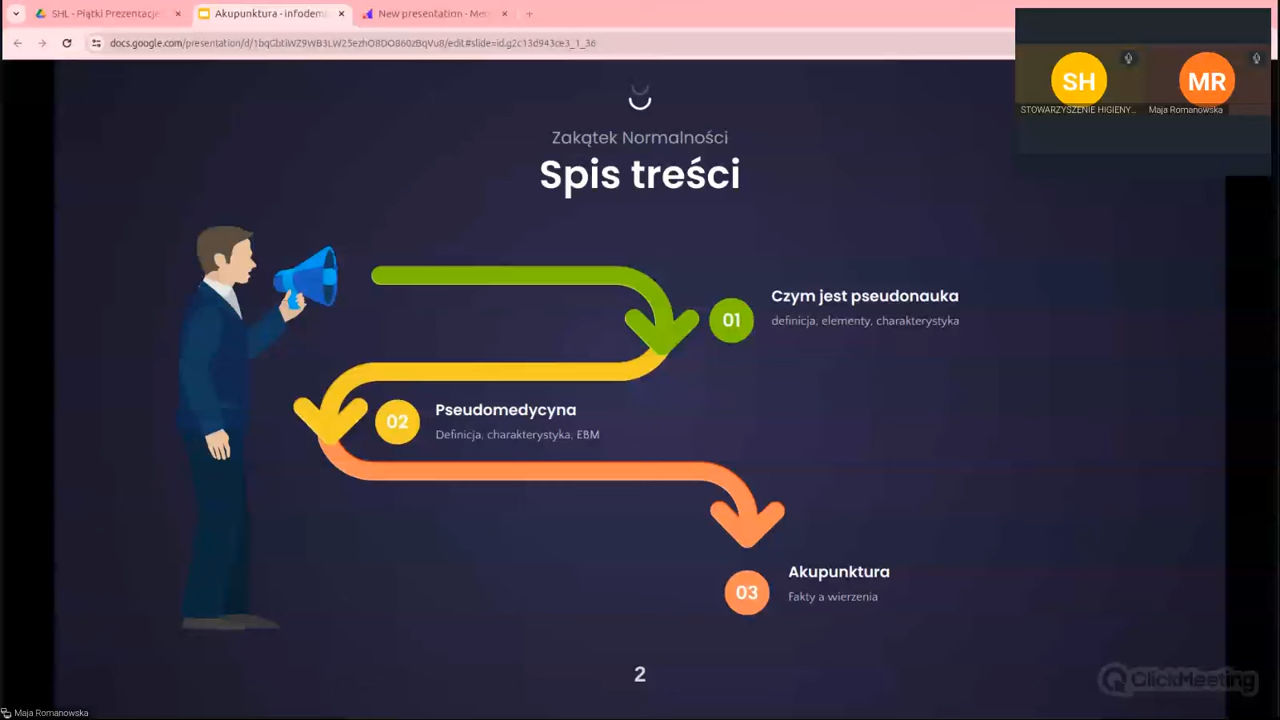 SHL - Piątki Prezentacje
Akupunktura - infodem
New presentation - Men
docs.google.com/presentation/d/1bqGbtiWZ9WB3LW25ezhO8DO860zBqVu8/edit#slide=id.g2c13d943ce3_1_36
SH
MR
STOWARZYSZENIE HIGIENY...
Maja Romanowska
Zakątek Normalności
Spis treści
01
Czym jest pseudonauka
definicja, elementy, charakterystyka
02
Pseudomedycyna
Definicja, charakterystyka, EBM
03
Akupunktura
Fakty a wierzenia
2
ClickMeeting
Maja Romanowska